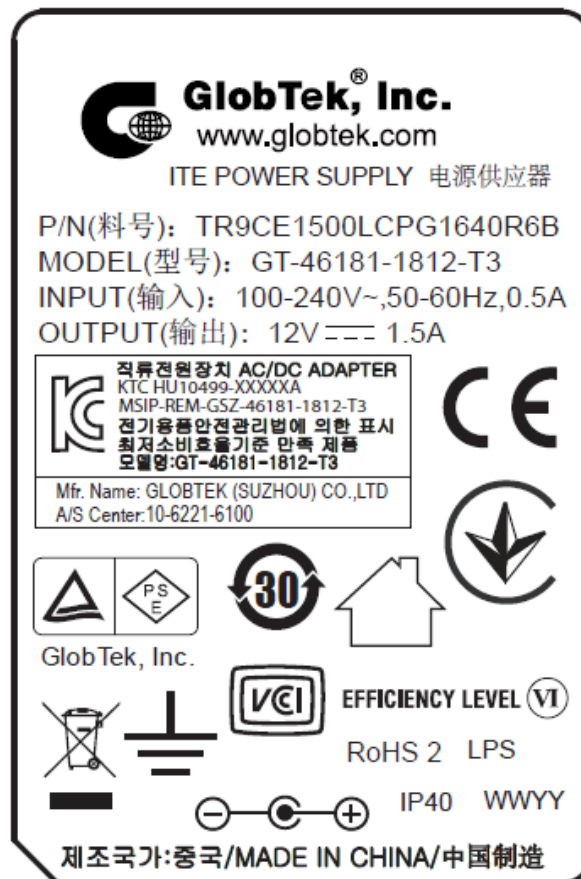 GlobTek,® Inc.
www.globtek.com
ITE POWER SUPPLY 电源供应器
P/N(料号): TR9CE1500LCPG1640R6B
MODEL(型号): GT-46181-1812-T3
INPUT(输入): 100-240V~,50-60Hz,0.5A
OUTPUT(输出): 12V 1.5A
직류전원장치 AC/DC ADAPTER
KTC HU10499-XXXXXA
MSIP-REM-GSZ-46181-1812-T3
전기용품안전관리법에 의한 표시
최저소비효율기준 만족 제품
모델명:GT-46181-1812-T3
Mfr. Name: GLOBTEK (SUZHOU) CO.,LTD
A/S Center:10-6221-6100
CE
PS
E
30
GlobTek, Inc.
VCI
EFFICIENCY LEVEL VI
RoHS 2 LPS
IP40 WWYY
제조국가:중국/MADE IN CHINA/中国制造